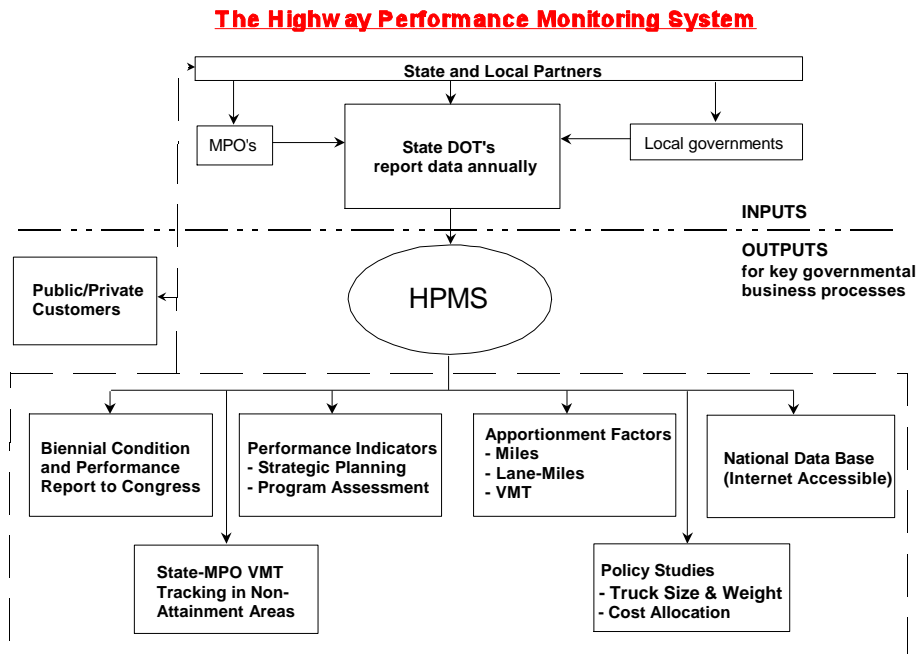 The Highway Performance Monitoring System
State and Local Partners
MPO's
State DOT's
report data annually
Local governments
INPUTS
OUTPUTS
for key governmental
business processes
Public/Private
Customers
HPMS
Biennial Condition
and Performance
Report to Congress
Performance Indicators
- Strategic Planning
- Program Assessment
Apportionment Factors
- Miles
- Lane-Miles
- VMT
National Data Base
(Internet Accessible)
State-MPO VMT
Tracking in Non-
Attainment Areas
Policy Studies
- Truck Size & Weight
- Cost Allocation